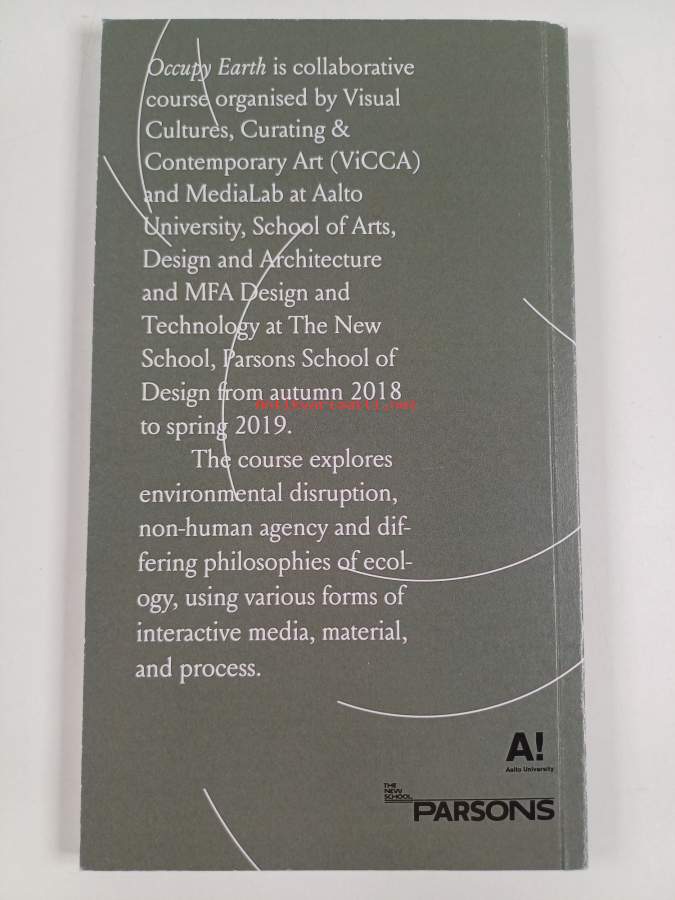 Occupy Earth is collaborative
course organised by Visual
Cultures, Curating &
Contemporary Art (ViCCA)
and MediaLab at Aalto
University, School of Arts,
Design and Architecture
and MFA Design and
Technology at The New
School, Parsons School of
Design from autumn 2018
to spring 2019.
The course explores
environmental disruption,
non-human agency and dif-
fering philosophies of ecol-
ogy, using various forms of
interactive media, material,
and process.
A!
Aalto University
THE
NEW
SCHOOL
PARSONS